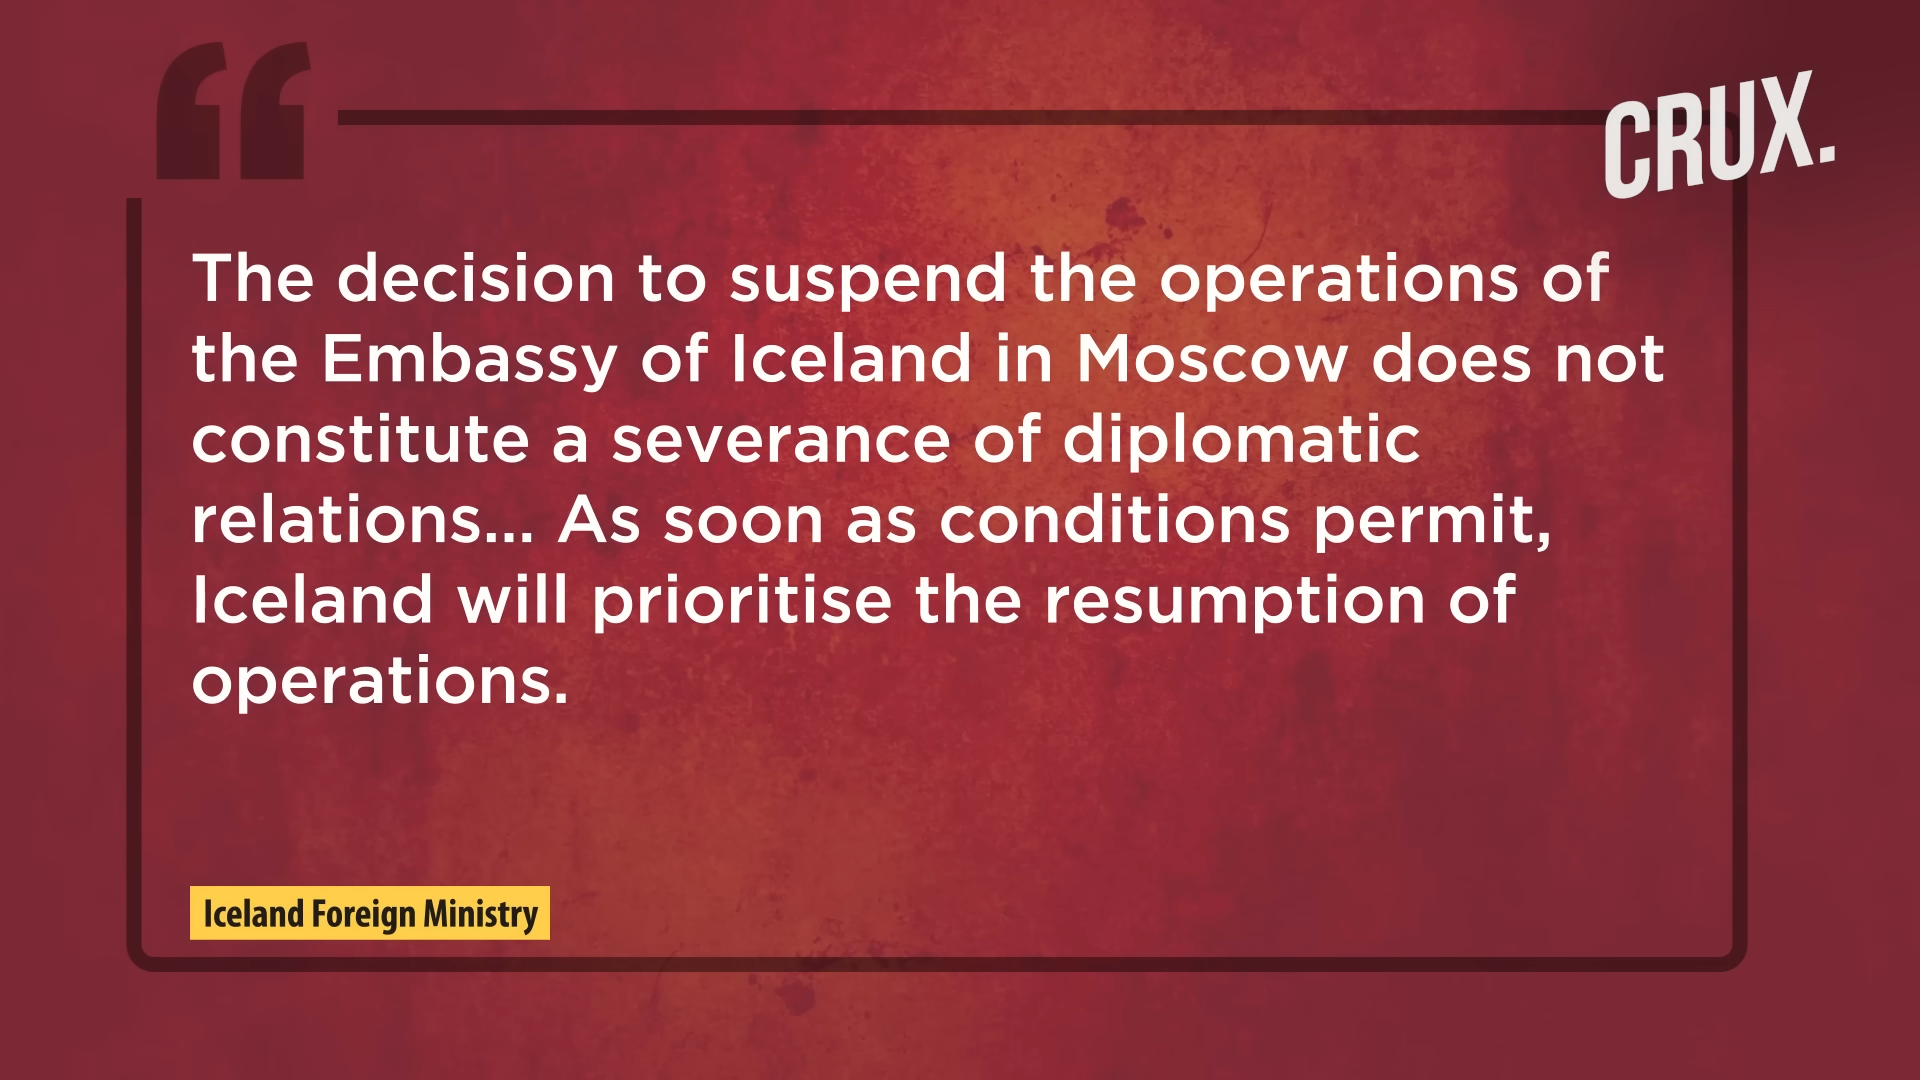 CRUX.
The decision to suspend the operations of
the Embassy of Iceland in Moscow does not
constitute a severance of diplomatic
relations... As soon as conditions permit,
Iceland will prioritise the resumption of
operations.
Iceland Foreign Ministry